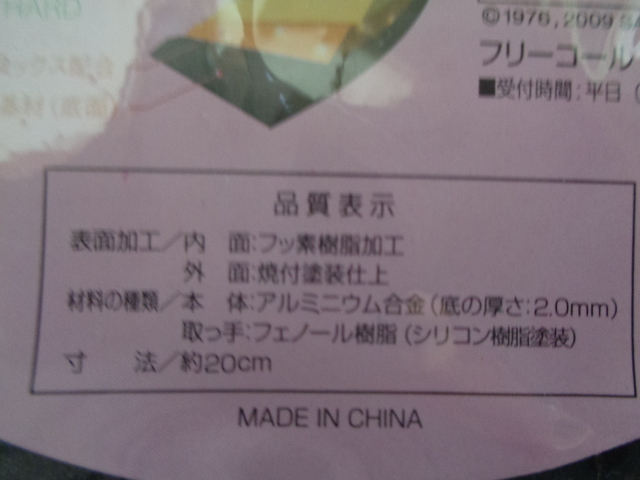 HARD
©1976, 2009 SA
フリーコール
■受付時間:平日(
品質表示
表面加工／内 面:フッ素樹脂加工
外 面:焼付塗装仕上
材料の種類／本 体:アルミニウム合金(底の厚さ:2.0mm)
取っ手:フェノール樹脂(シリコン樹脂塗装)
寸 法／約20cm
MADE IN CHINA